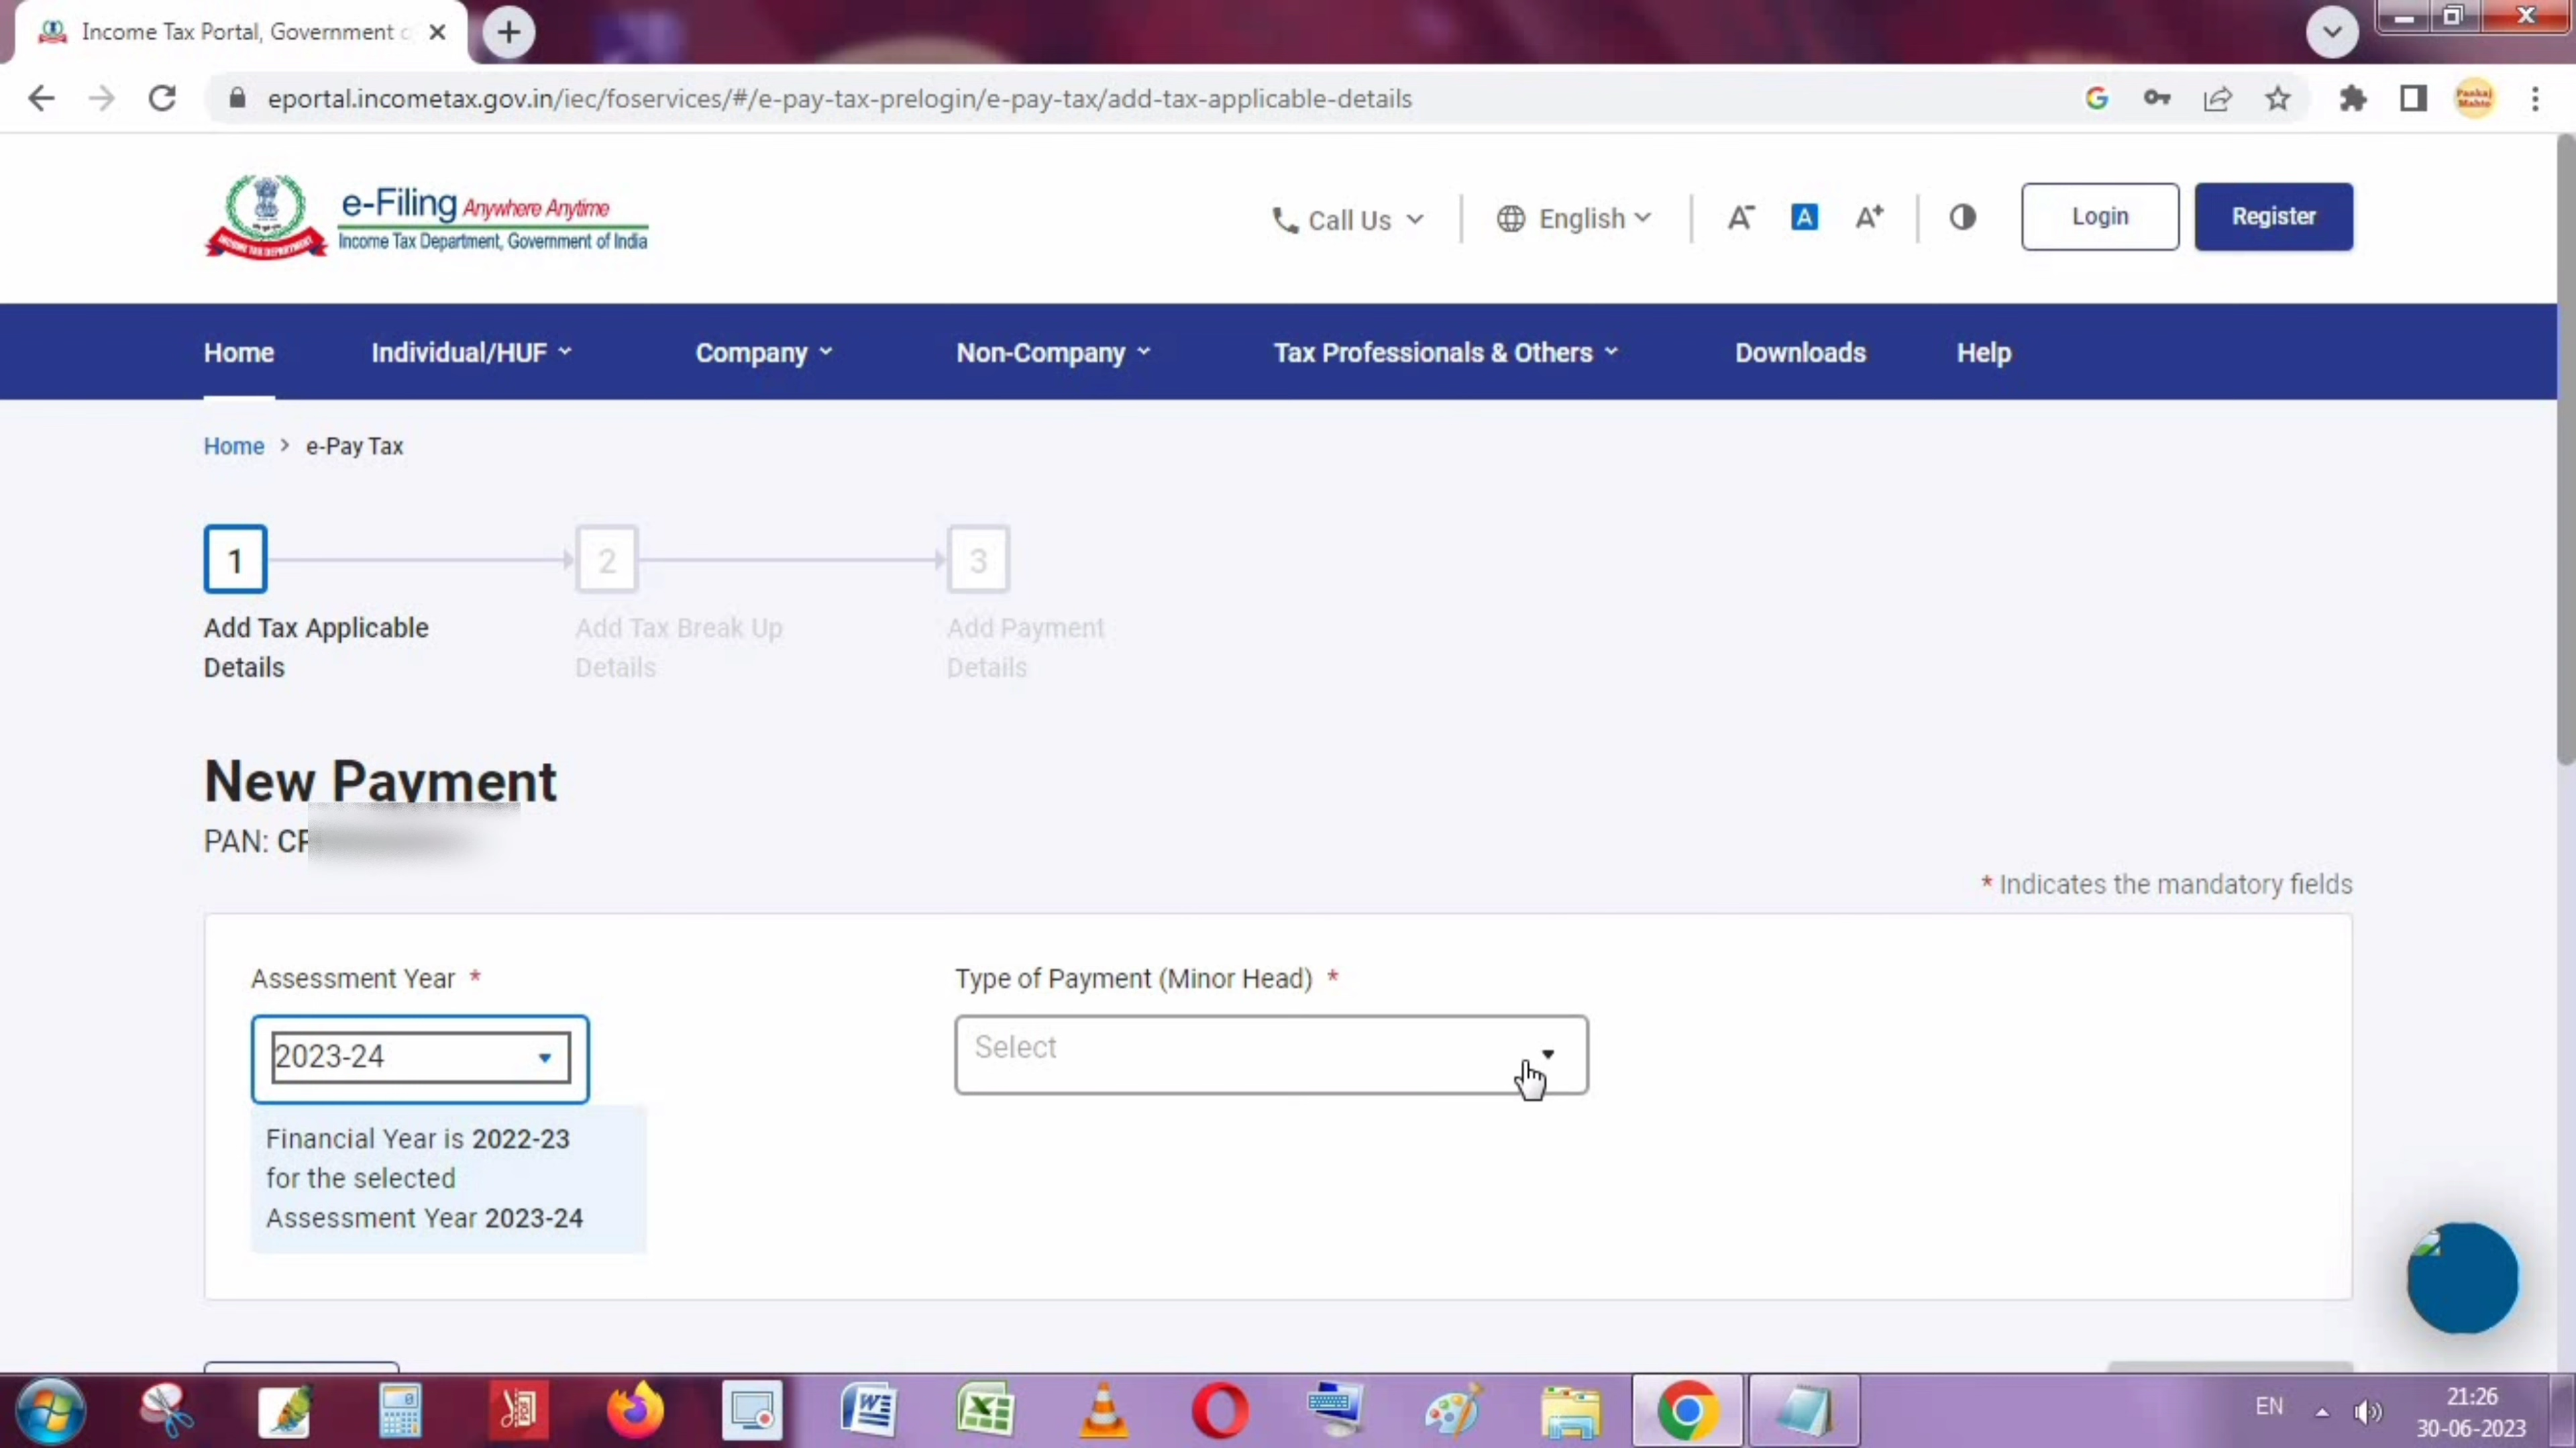 Income Tax Portal, Government
eportal.incometax.gov.in/iec/foservices/#/e-pay-tax-prelogin/e-pay-tax/add-tax-applicable-details
Pankaj
Mahto
e-Filing Anywhere Anytime
Income Tax Department, Government of India
INCOME TAX DEPARTMENT
Call Us
English
A-
A
A+
Login
Register
Home
Individual/HUF
Company
Non-Company
Tax Professionals & Others
Downloads
Help
Home > e-Pay Tax
1
2
3
Add Tax Applicable
Details
Add Tax Break Up
Details
Add Payment
Details
New Payment
PAN:
* Indicates the mandatory fields
Assessment Year *
2023-24
Financial Year is 2022-23
for the selected
Assessment Year 2023-24
Type of Payment (Minor Head) *
Select
EN
21:26
30-06-2023